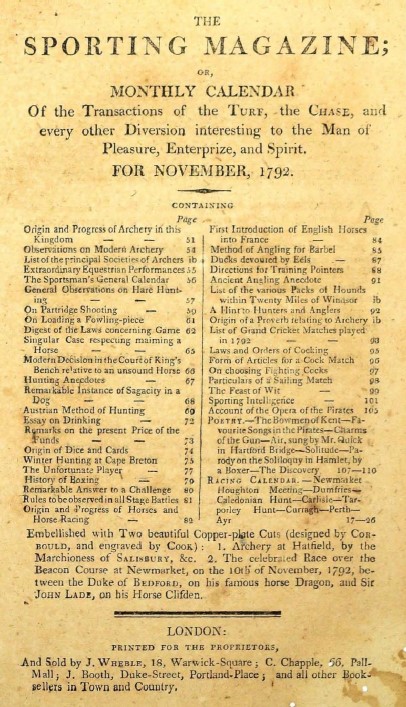 THE
SPORTING MAGAZINE;
OR,
MONTHLY CALENDAR
Of the Transactions of the TURF, the CHASE, and
every other Diversion interesting to the Man of
Pleasure, Enterprize, and Spirit.
FOR NOVEMBER, 1792.
CONTAINING
Page
Origin and Progress of Archery in this
Kingdom — — 51
Observations on Modern Archery 54
List of the principal Societies of Archers ib
Extraordinary Equestrian Performances 55
The Sportsman's General Calendar 56
General Observations on Hare Hunt-
ing — — 57
On Partridge Shooting — 59
On Loading a Fowling-piece 61
Digest of the Laws concerning Game 62
Singular Case respecting maiming a
Horse — — 65
Modern Decision in the Court of King's
Bench relative to an unsound Horse 66
Hunting Anecdotes — 67
Remarkable Instance of Sagacity in a
Dog — — 68
Austrian Method of Hunting 69
Essay on Drinking — 72
Remarks on the present Price of the
Funds — — 73
Origin of Dice and Cards 74
Winter Hunting at Cape Breton 75
The Unfortunate Player — 77
History of Boxing — 70
Remarkable Answer to a Challenge 80
Rules to be observed in all Stage Battles 81
Origin and Progress of Horses and
Horse Racing — 82
Page
First Introduction of English Horses
into France — 84
Method of Angling for Barbel 85
Ducks devoured by Eels — 87
Directions for Training Pointers 88
Ancient Angling Anecdote 91
List of the various Packs of Hounds
within Twenty Miles of Windsor ib
A Hint to Hunters and Anglers 92
Origin of a Proverb relating to Archery ib
List of Grand Cricket Matches played
in 1792 — — 93
Laws and Orders of Cocking 95
Form of Articles for a Cock Match 96
On choosing Fighting Cocks 97
Particulars of a Sailing Match 98
The Feast of Wit — 99
Sporting Intelligence — 101
Account of the Opera of the Pirates 105
POETRY.—The Bowmen of Kent—Fa-
vourite Songs in the Pirates—Charms
of the Gun—Air, sung by Mr. Quick
in Hartford Bridge—Solitude—Pa-
rody on the Soliloquy in Hamlet, by
a Boxer—The Discovery 107—110
RACING CALENDAR.—Newmarket
Houghton Meeting—Dumfries—
Caledonian Hunt—Carlisle—Tar-
porley Hunt—Curragh—Perth—
Ayr 17—26
Embellished with Two beautiful Copper-plate Cuts (designed by COR-
BOULD, and engraved by COOK): 1. Archery at Hatfield, by the
Marchioness of SALISBURY, &c. 2. The celebrated Race over the
Beacon Course at Newmarket, on the 10th of November, 1792, be-
tween the Duke of BEDFORD, on his famous horse Dragon, and Sir
JOHN LADE, on his Horse Clifden.
LONDON:
PRINTED FOR THE PROPRIETORS,
And Sold by J. WHEBLE, 18, Warwick-Square; C. Chapple, 66, Pall-
Mall; J. Booth, Duke-Street, Portland-Place; and all other Book-
sellers in Town and Country.